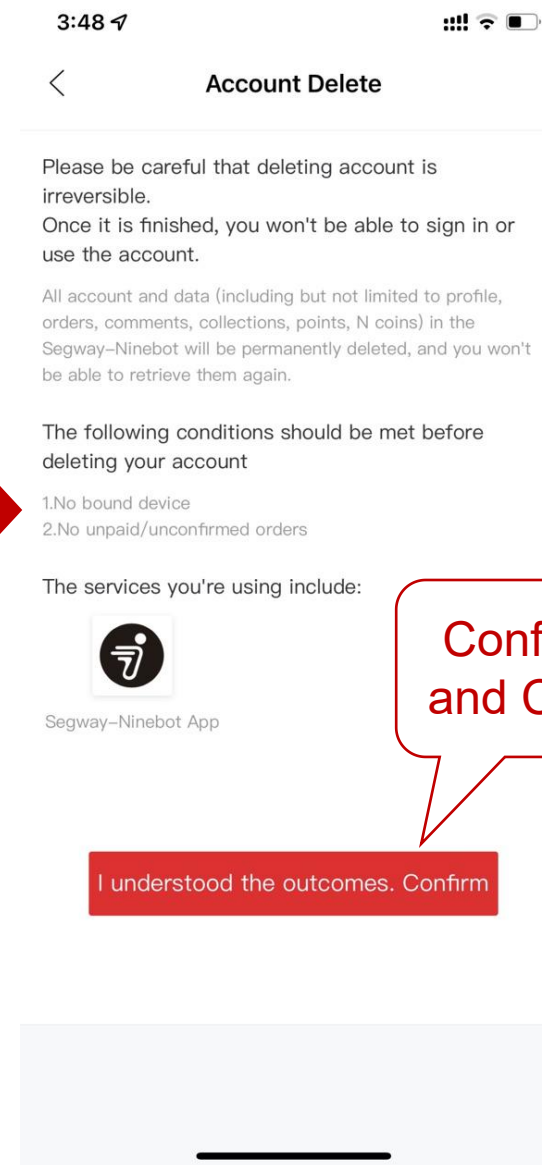 3:48
Account Delete
Please be careful that deleting account is
irreversible.
Once it is finished, you won't be able to sign in or
use the account.
All account and data (including but not limited to profile,
orders, comments, collections, points, N coins) in the
Segway–Ninebot will be permanently deleted, and you won't
be able to retrieve them again.
The following conditions should be met before
deleting your account
1.No bound device
2.No unpaid/unconfirmed orders
The services you're using include:
Segway–Ninebot App
and
I understood the outcomes. Confirm